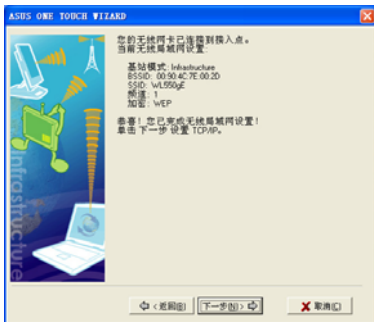 ASUS ONE TOUCH WIZARD
您的无线网卡已连接到接入点。
当前无线局域网设置:
基站模式: Infrastructure
BSSID: 00:90:4C:7E:00:2D
SSID: WL550gE
频道: 1
加密: WEP
恭喜!您已完成无线局域网设置!
单击 下一步 设置 TCP/IP。
Infrastructure
< 返回(B)
下一步(N) >
取消(C)